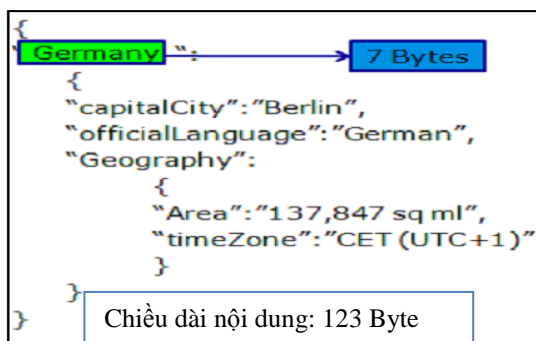 {
" Germany ": 7 Bytes
{
"capitalCity":"Berlin",
"officialLanguage":"German",
"Geography":
{
"Area":"137,847 sq ml",
"timeZone":"CET (UTC+1)"
}
}
} Chiều dài nội dung: 123 Byte